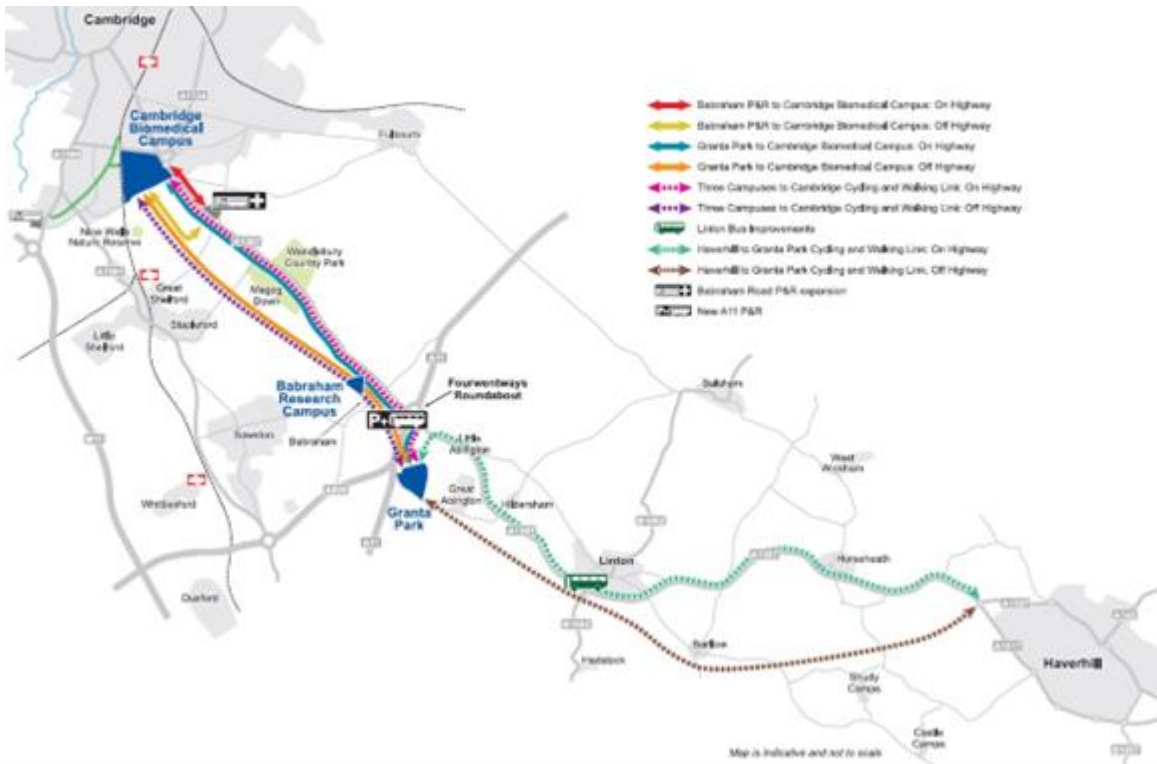 Cambridge
Cambridge
Biomedical
Campus
Fulbourn
Nine Wells
Nature Reserve
Wandlebury
Country Park
Magog
Down
Great
Shelford
Stapleford
Little
Shelford
Babraham
Research
Campus
Fourwentways
Roundabout
Sawston
Babraham
Little
Abington
Whittlesford
Great
Abington
Hildersham
Granta
Park
Duxford
Balsham
West
Wickham
Linton
Horseheath
Hadstock
Bartlow
Shudy
Camps
Castle
Camps
Haverhill
Babraham P&R to Cambridge Biomedical Campus: On Highway
Babraham P&R to Cambridge Biomedical Campus: Off Highway
Granta Park to Cambridge Biomedical Campus: On Highway
Granta Park to Cambridge Biomedical Campus: Off Highway
Three Campuses to Cambridge Cycling and Walking Link: On Highway
Three Campuses to Cambridge Cycling and Walking Link: Off Highway
Linton Bus Improvements
Haverhill to Granta Park Cycling and Walking Link: On Highway
Haverhill to Granta Park Cycling and Walking Link: Off Highway
Babraham Road P&R expansion
New A11 P&R
Map is indicative and not to scale